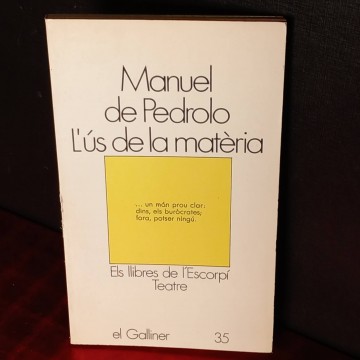 Manuel
de Pedrolo
L'ús de la matèria
... un món prou clar:
dins, els buròcrates;
fora, potser ningú.
Els llibres de l'Escorpí
Teatre
el Galliner 35